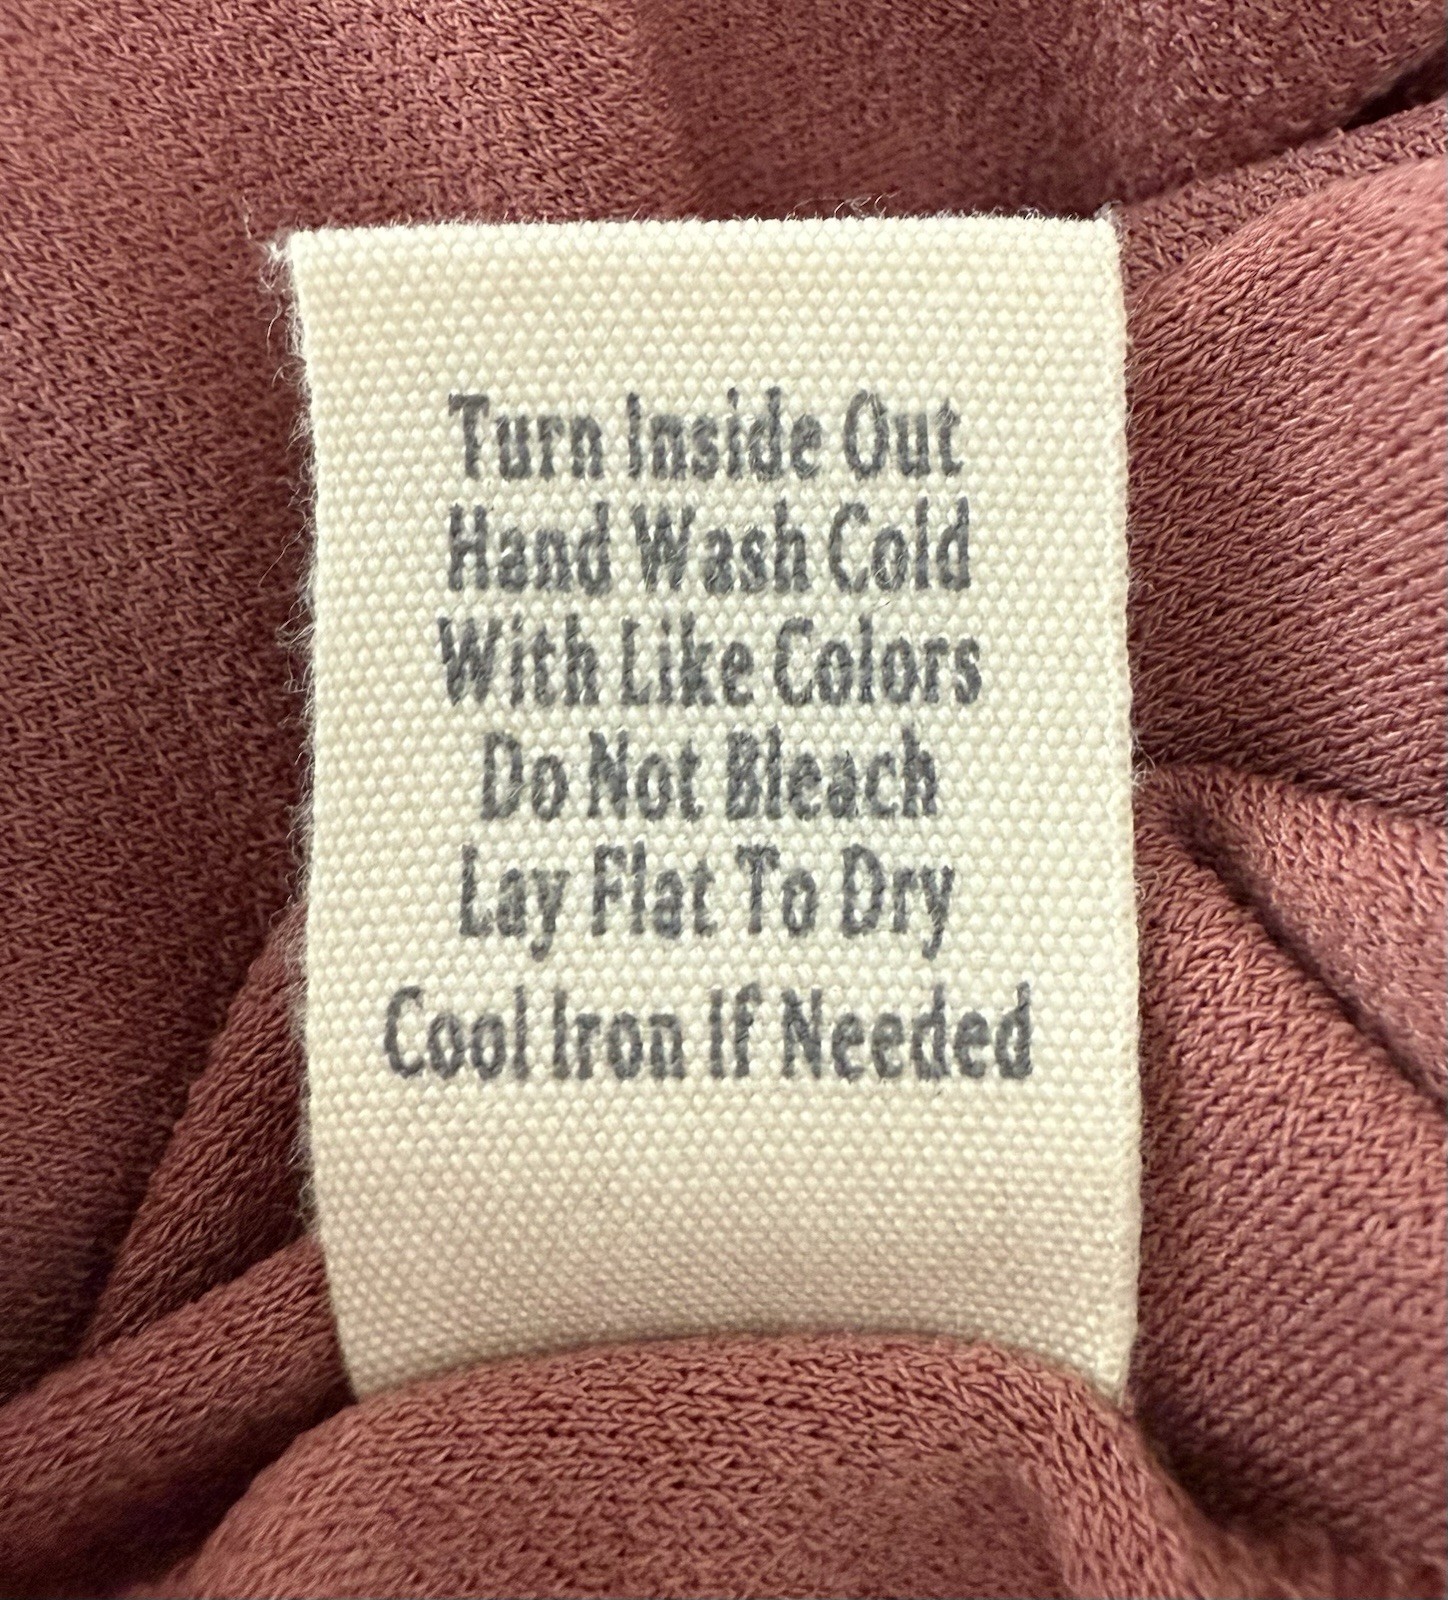 Turn Inside Out
Hand Wash Cold
With Like Colors
Do Not Bleach
Lay Flat To Dry
Cool Iron If Needed